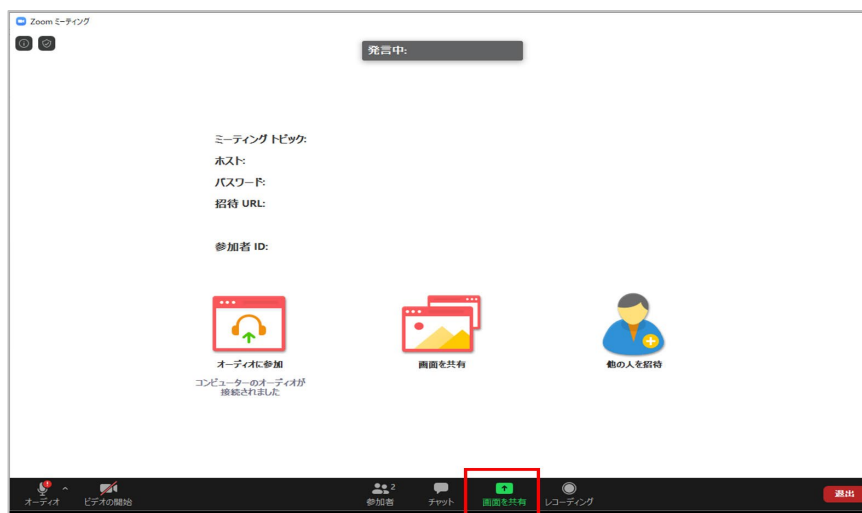 Zoom ミーティング
発言中:
ミーティング トピック:
ホスト:
パスワード:
招待 URL:
参加者 ID:
オーディオに参加
コンピューターのオーディオが
接続されました
画面を共有
他の人を招待
オーディオ
ビデオの開始
2
参加者
チャット
画面を共有
レコーディング
退出